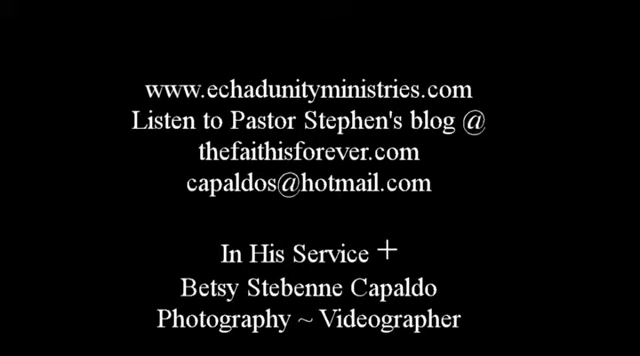 www.echadunityministries.com
Listen to Pastor Stephen's blog @
thefaithisforever.com
capaldos@hotmail.com
In His Service +
Betsy Stebenne Capaldo
Photography ~ Videographer